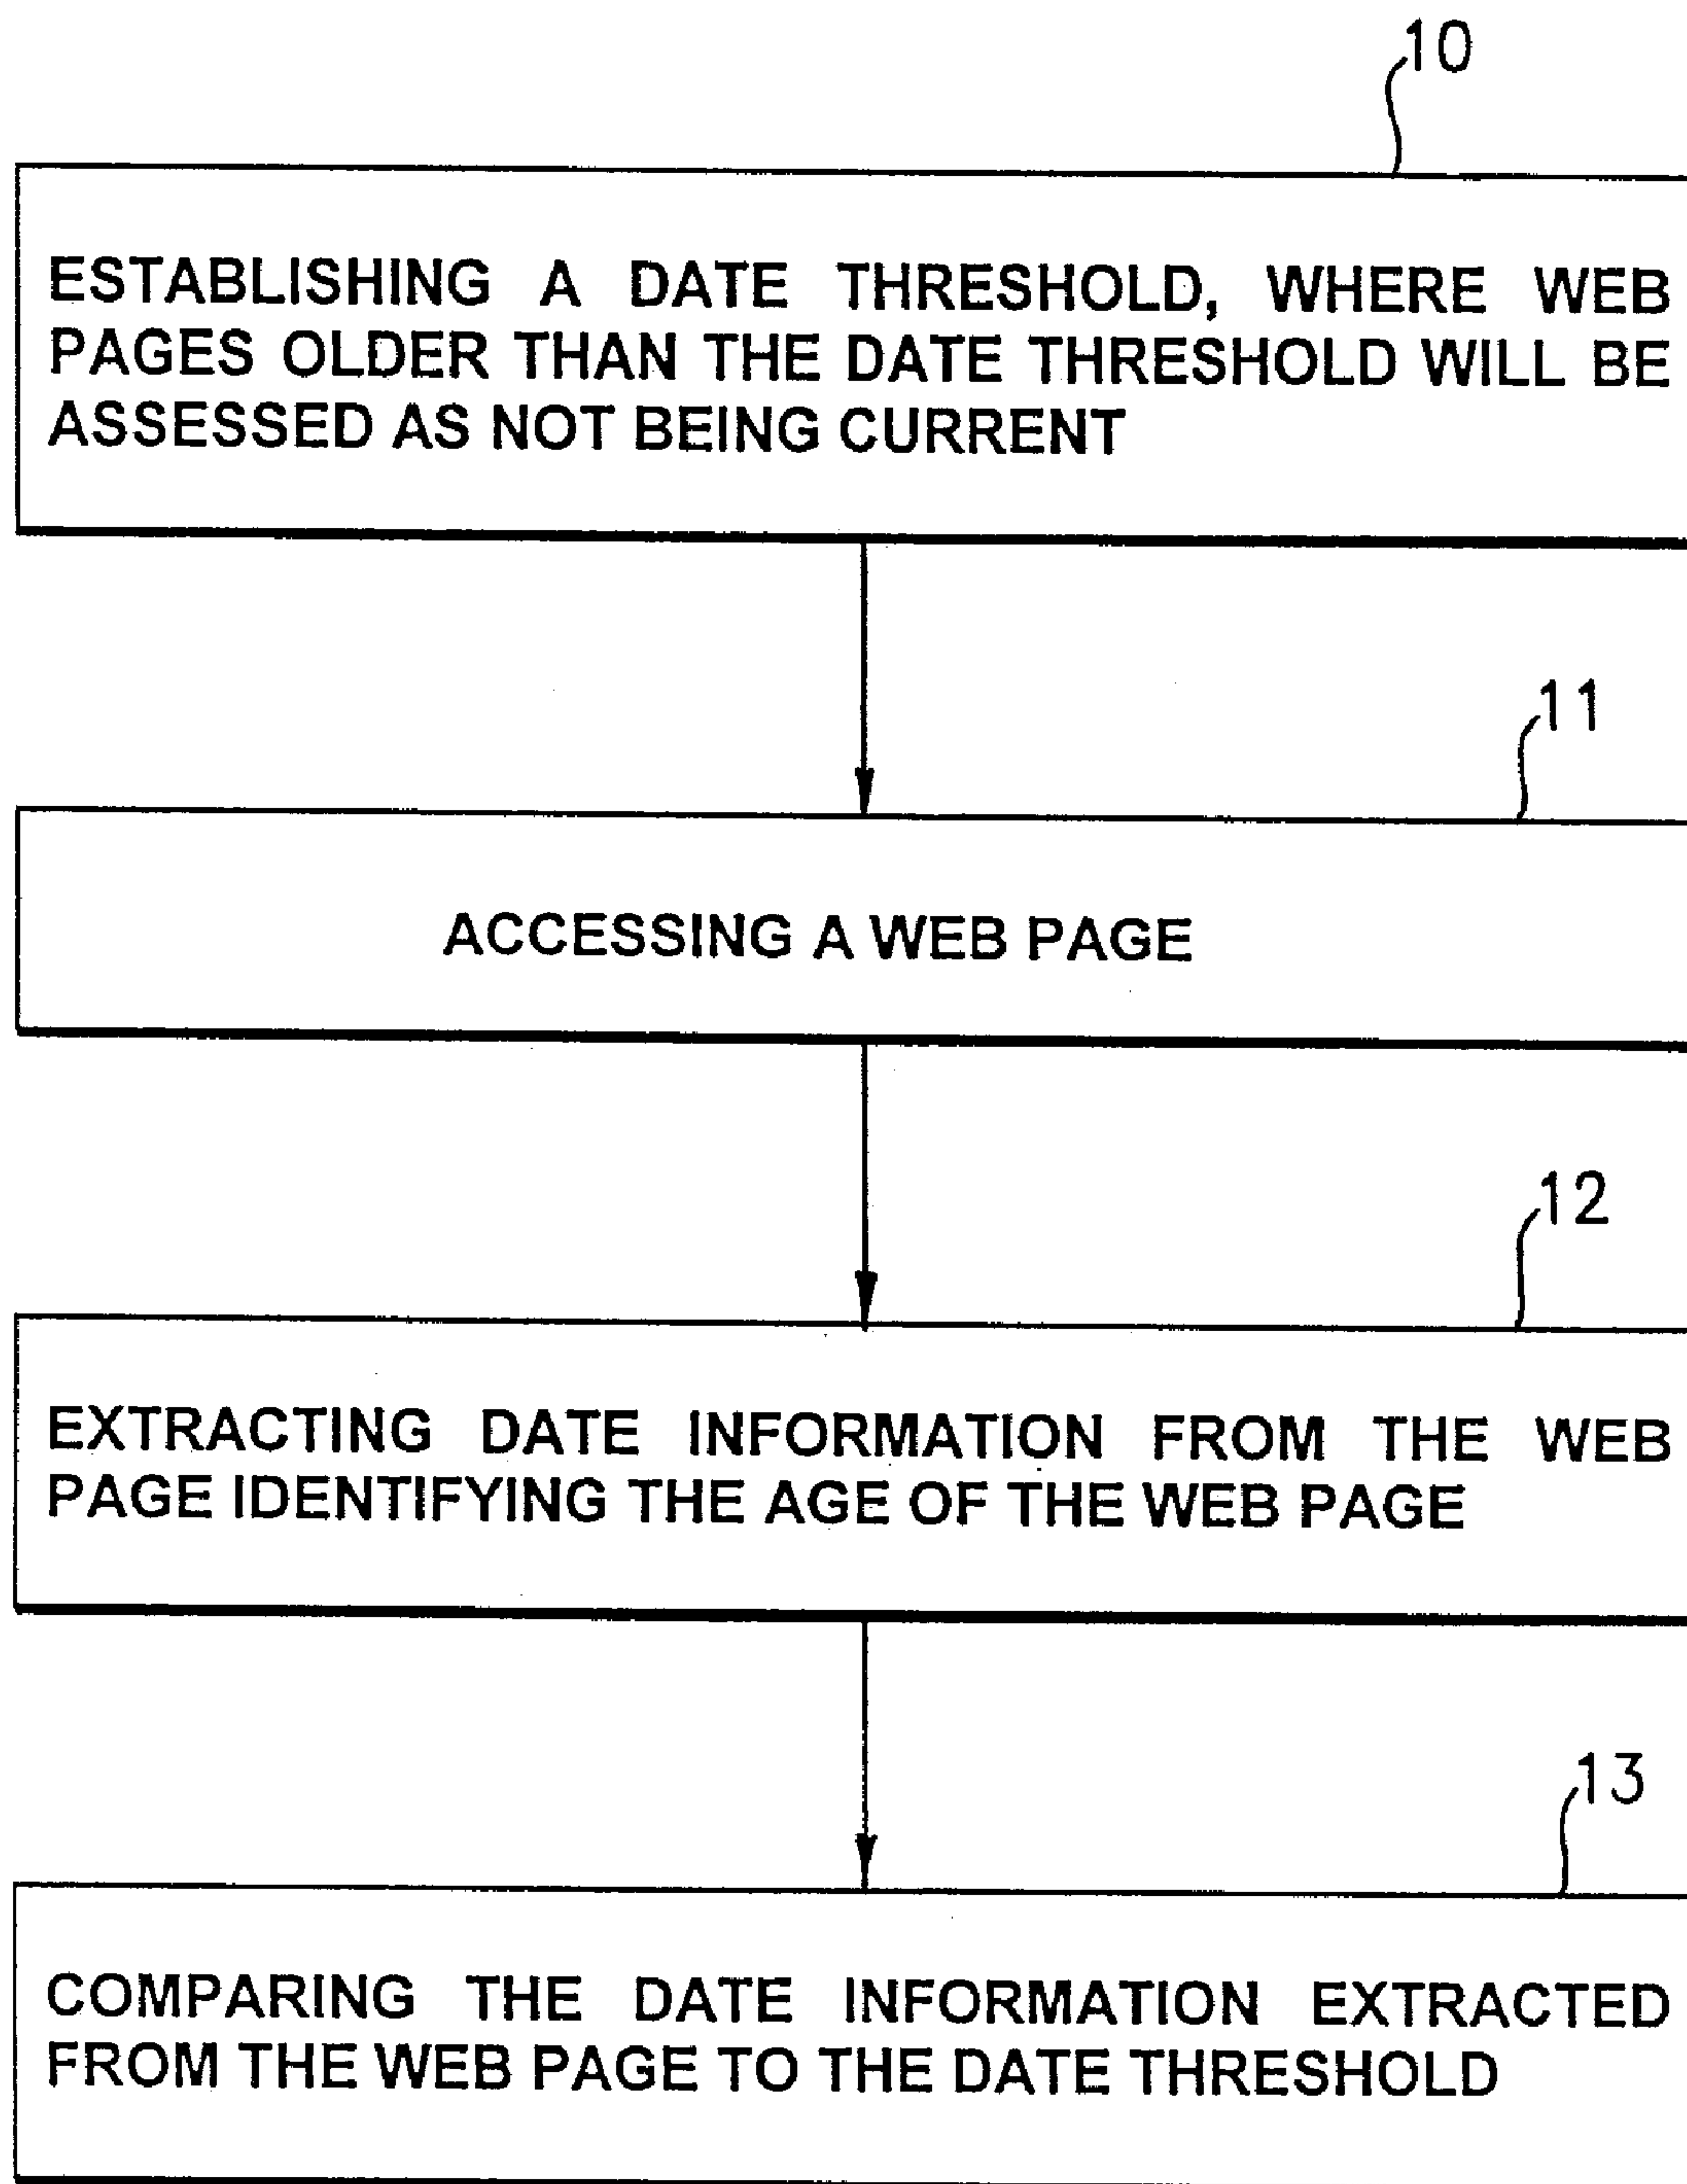 10
ESTABLISHING A DATE THRESHOLD, WHERE WEB
PAGES OLDER THAN THE DATE THRESHOLD WILL BE
ASSESSED AS NOT BEING CURRENT
11
ACCESSING A WEB PAGE
12
EXTRACTING DATE INFORMATION FROM THE WEB
PAGE IDENTIFYING THE AGE OF THE WEB PAGE
13
COMPARING THE DATE INFORMATION EXTRACTED
FROM THE WEB PAGE TO THE DATE THRESHOLD